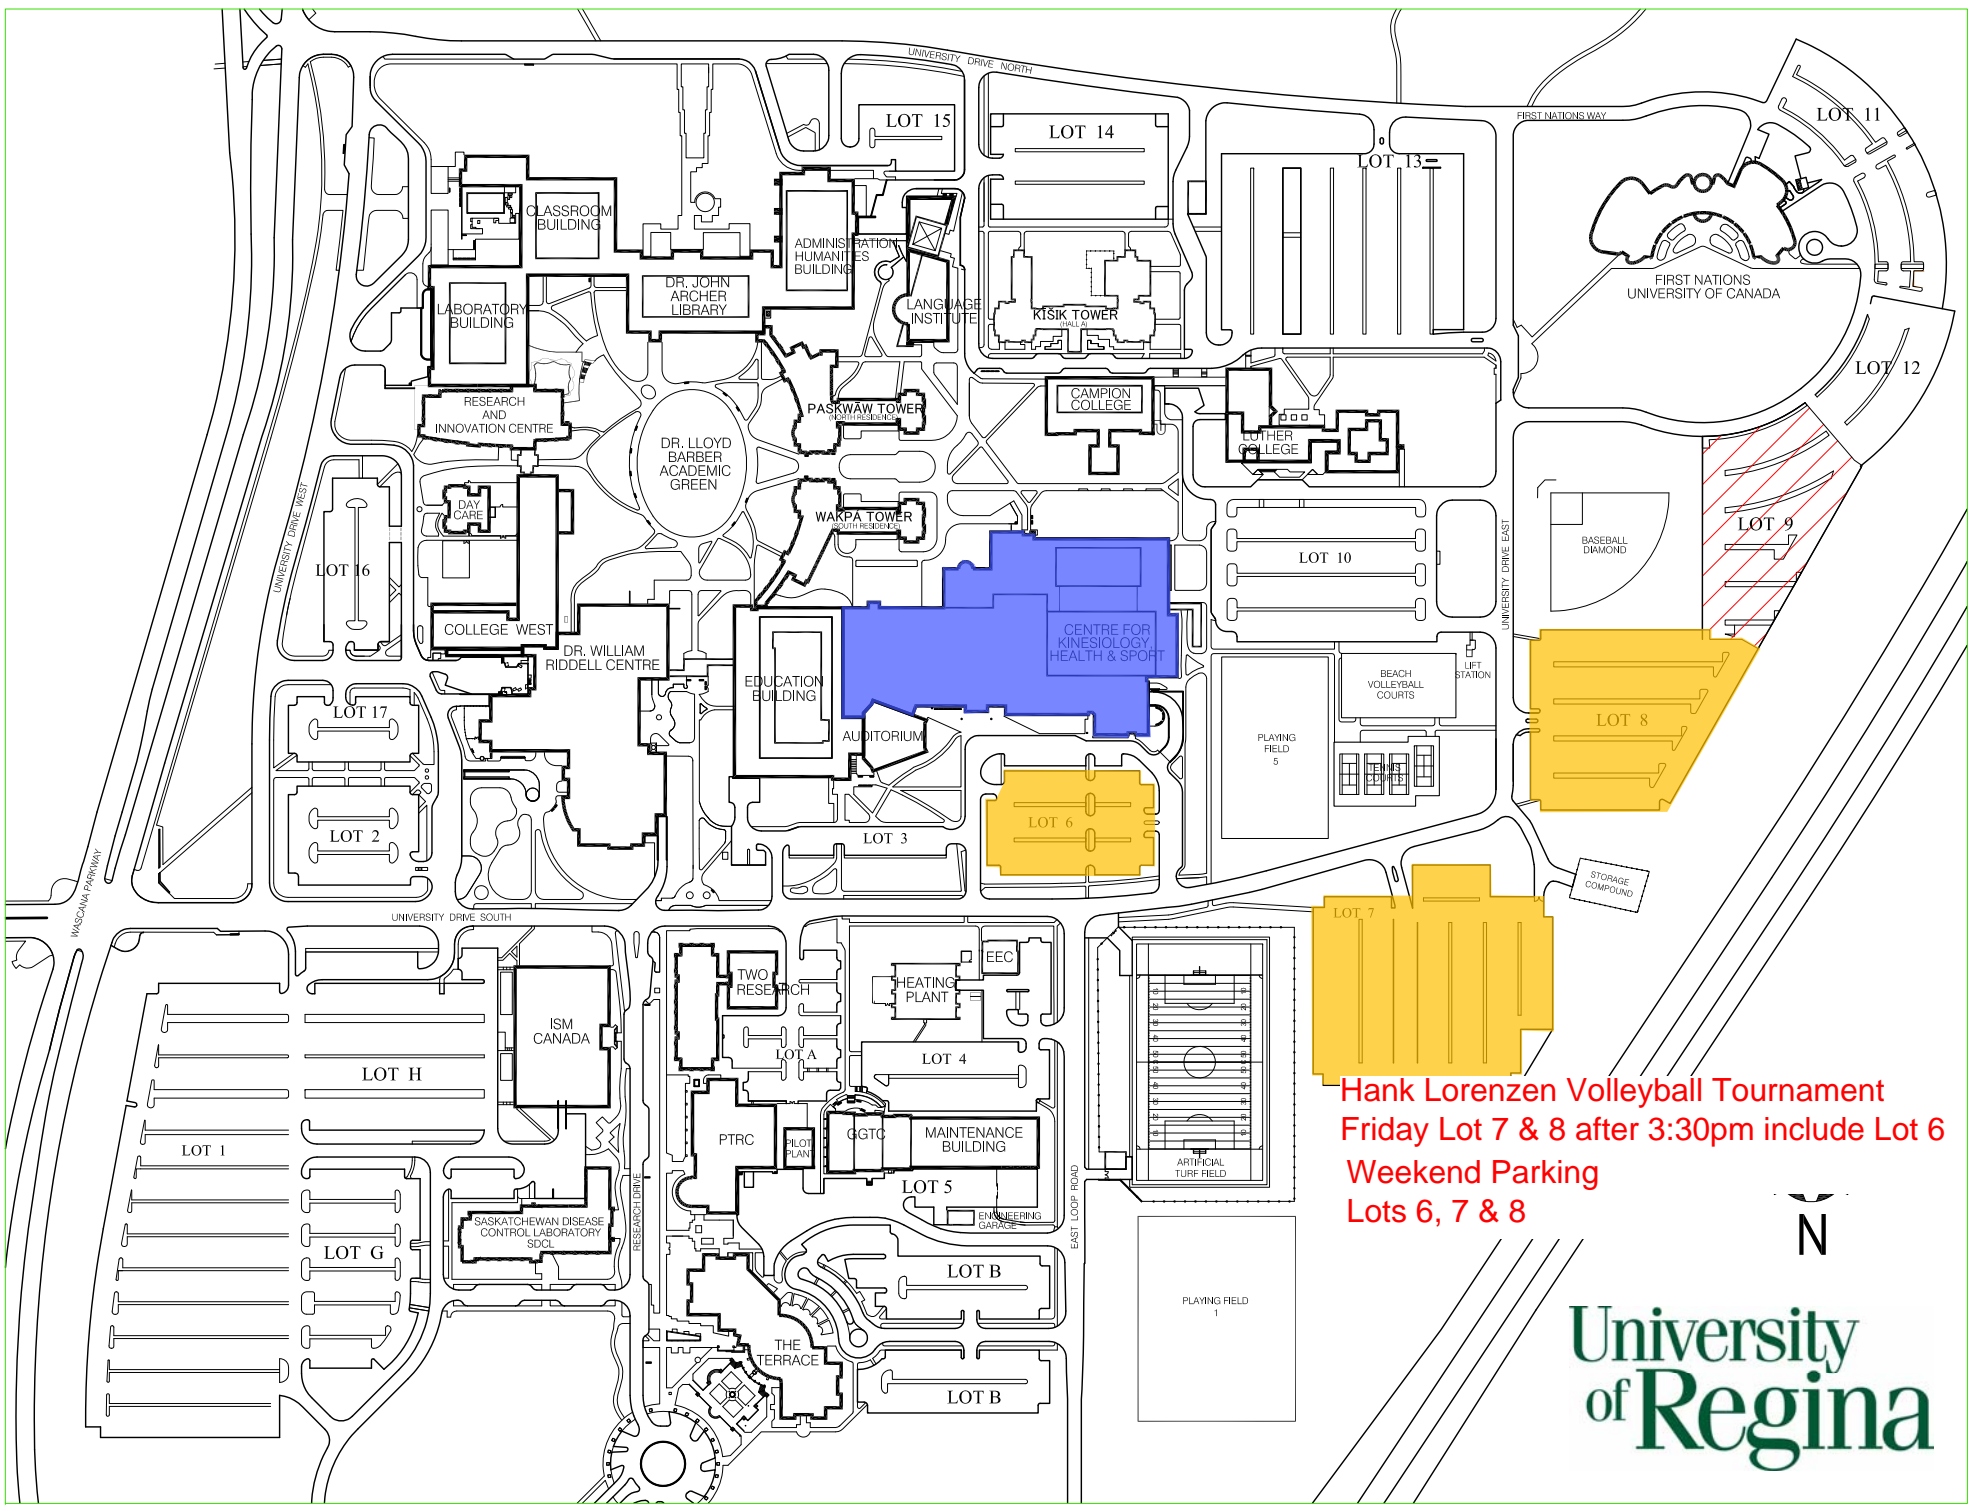 UNIVERSITY DRIVE NORTH
FIRST NATIONS WAY
LOT 11
LOT 15
LOT 14
LOT 13
CLASSROOM
BUILDING
ADMINISTRATION
HUMANITIES
BUILDING
DR. JOHN
ARCHER
LIBRARY
LABORATORY
BUILDING
LANGUAGE
INSTITUTE
KĪSIK TOWER
(HALL A)
FIRST NATIONS
UNIVERSITY OF CANADA
LOT 12
RESEARCH
AND
INNOVATION CENTRE
PASKWĀW TOWER
(NORTH RESIDENCE)
CAMPION
COLLEGE
LUTHER
COLLEGE
DR. LLOYD
BARBER
ACADEMIC
GREEN
UNIVERSITY DRIVE WEST
DAY
CARE
WAKPÁ TOWER
(SOUTH RESIDENCE)
LOT 9
BASEBALL
DIAMOND
LOT 10
UNIVERSITY DRIVE EAST
LOT 16
COLLEGE WEST
DR. WILLIAM
RIDDELL CENTRE
CENTRE FOR
KINESIOLOGY,
HEALTH & SPORT
EDUCATION
BUILDING
LIFT
STATION
BEACH
VOLLEYBALL
COURTS
LOT 17
AUDITORIUM
PLAYING
FIELD
5
LOT 8
TENNIS
COURTS
LOT 2
LOT 3
LOT 6
WASCANA PARKWAY
STORAGE
COMPOUND
UNIVERSITY DRIVE SOUTH
LOT 7
TWO
RESEARCH
HEATING
PLANT
EEC
ISM
CANADA
LOT A
LOT 4
LOT H
Hank Lorenzen Volleyball Tournament
Friday Lot 7 & 8 after 3:30pm include Lot 6
Weekend Parking
Lots 6, 7 & 8
LOT 1
PTRC
PILOT
PLANT
GGTC
MAINTENANCE
BUILDING
ARTIFICIAL
TURF FIELD
LOT 5
ENGINEERING
GARAGE
RESEARCH DRIVE
EAST LOOP ROAD
SASKATCHEWAN DISEASE
CONTROL LABORATORY
SDCL
LOT G
N
LOT B
PLAYING FIELD
1
THE
TERRACE
LOT B
University
of Regina